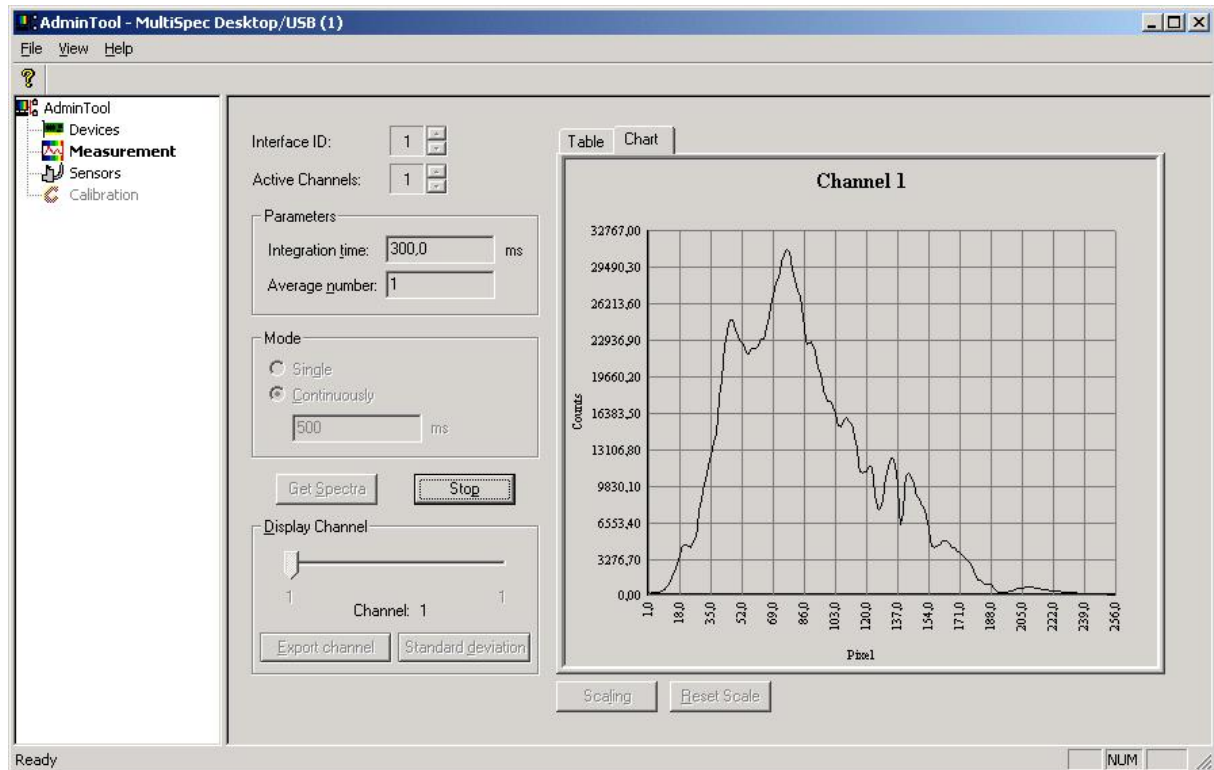 AdminTool - MultiSpec Desktop/USB (1)
File View Help
AdminTool
Devices
Measurement
Sensors
Calibration
Interface ID: 1
Active Channels: 1
Parameters
Integration time: 300,0 ms
Average number: 1
Mode
Single
Continuously
500 ms
Get Spectra Stop
Display Channel
1 1
Channel: 1
Export channel Standard deviation
Table Chart
Channel 1
32767,00
29490,30
26213,60
22936,90
19660,20
16383,50
13106,80
9830,10
6553,40
3276,70
0,00
Counts
1,0 18,0 35,0 52,0 69,0 86,0 103,0 120,0 137,0 154,0 171,0 188,0 205,0 222,0 239,0 256,0
Pixel
Scaling Reset Scale
Ready NUM